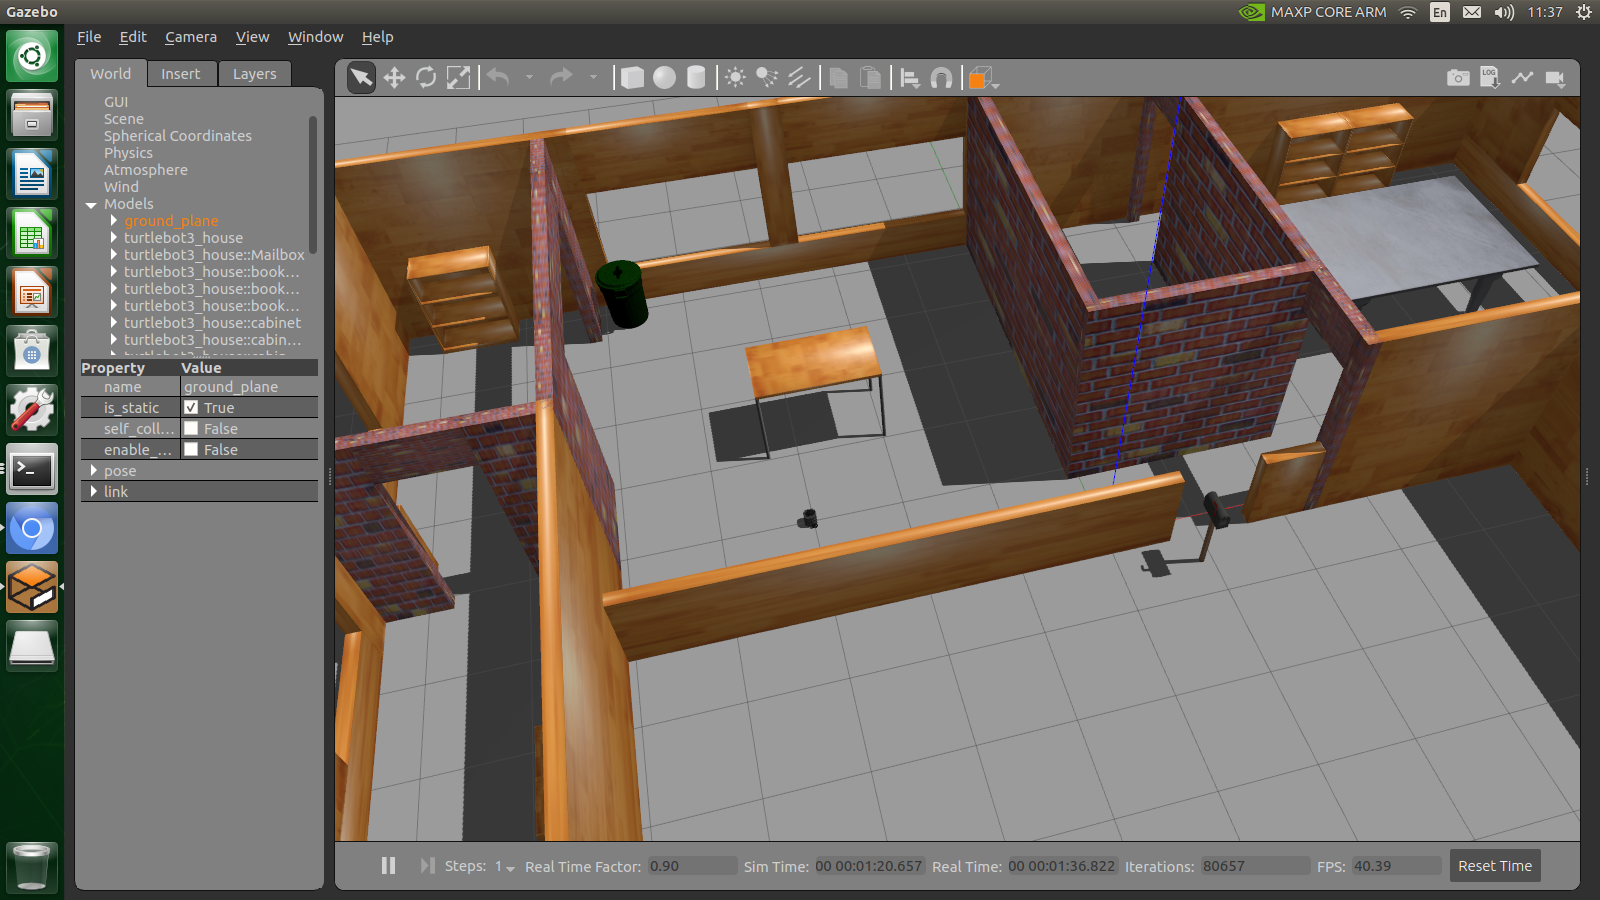 Gazebo
MAXP CORE ARM En 11:37
File Edit Camera View Window Help
World Insert Layers
LOG
GUI
Scene
Spherical Coordinates
Physics
Atmosphere
Wind
Models
ground_plane
turtlebot3_house
turtlebot3_house::Mailbox
turtlebot3_house::book...
turtlebot3_house::book...
turtlebot3_house::book...
turtlebot3_house::cabinet
turtlebot3_house::cabin...
Property Value
name ground_plane
is_static True
self_coll... False
enable_... False
pose
link
Steps: 1 Real Time Factor: 0.90 Sim Time: 00 00:01:20.657 Real Time: 00 00:01:36.822 Iterations: 80657 FPS: 40.39 Reset Time